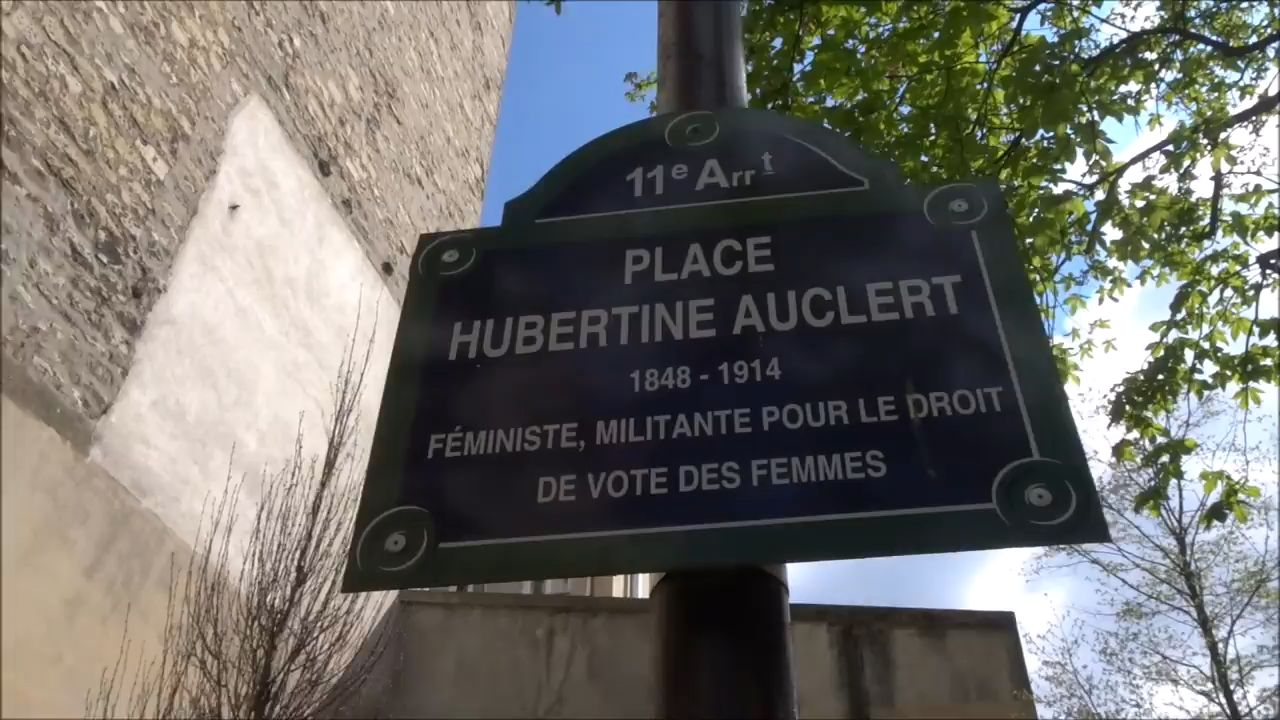 11e Arrt
PLACE
HUBERTINE AUCLERT
1848 - 1914
FÉMINISTE, MILITANTE POUR LE DROIT
DE VOTE DES FEMMES